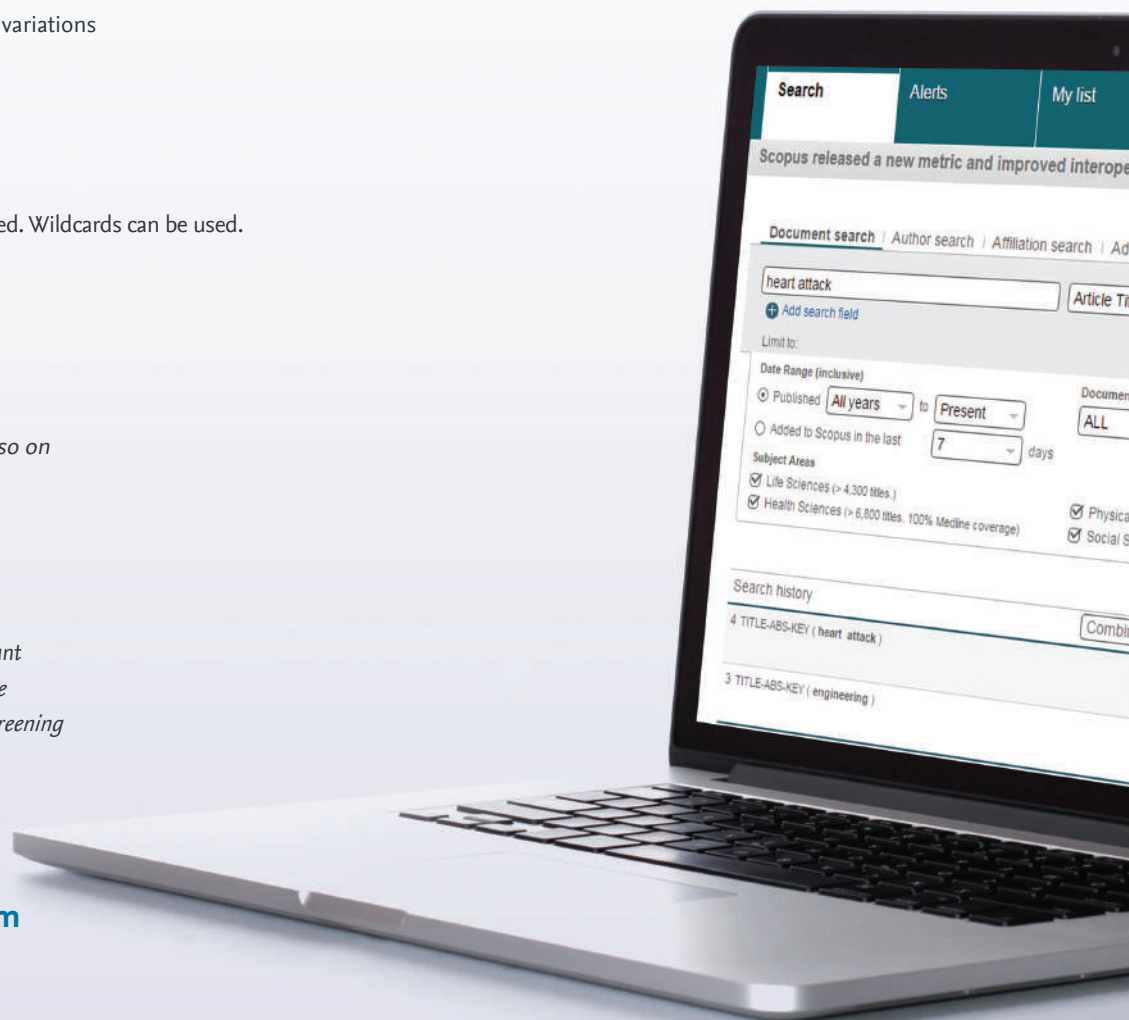 variations
ed. Wildcards can be used.
so on
unt
e
reening
m
Search Alerts My list
Scopus released a new metric and improved interope
Document search | Author search | Affiliation search | Ad
heart attack Article Tit
Add search field
Limit to:
Date Range (inclusive) Documen
Published All years to Present ALL
Added to Scopus in the last 7 days
Subject Areas
Life Sciences (> 4,300 titles.) Physica
Health Sciences (> 6,800 titles. 100% Medline coverage) Social S
Search history Combin
4 TITLE-ABS-KEY ( heart attack )
3 TITLE-ABS-KEY ( engineering )